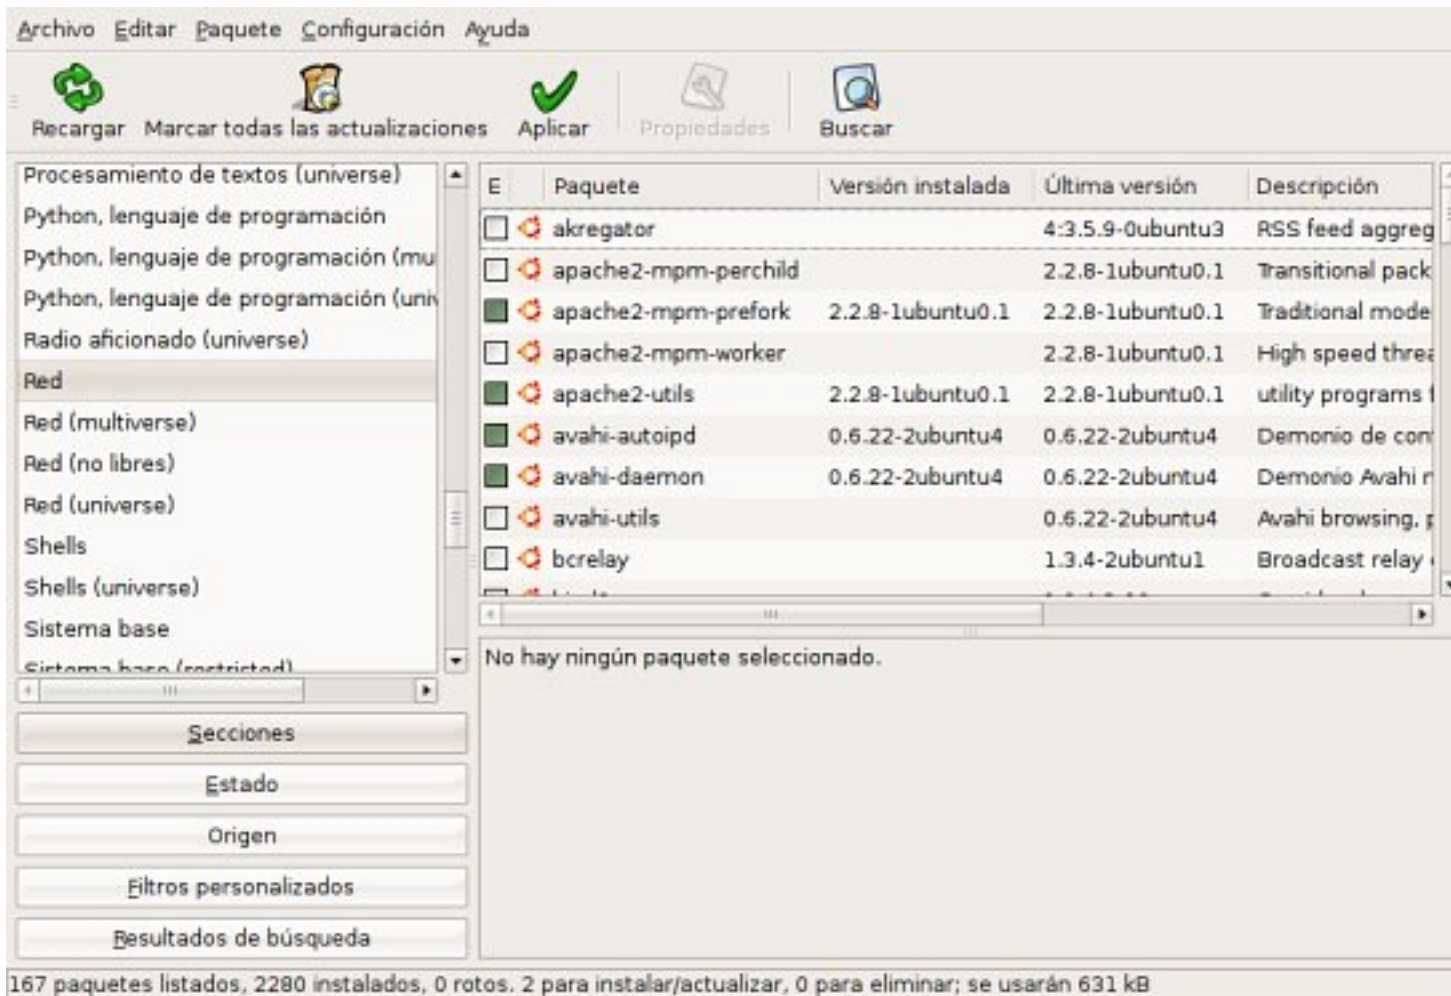 Archivo Editar Paquete Configuración Ayuda
Recargar Marcar todas las actualizaciones Aplicar Propiedades Buscar
Procesamiento de textos (universe)
Python, lenguaje de programación
Python, lenguaje de programación (mu
Python, lenguaje de programación (univ
Radio aficionado (universe)
Red
Red (multiverse)
Red (no libres)
Red (universe)
Shells
Shells (universe)
Sistema base
Sistema base (restricted)
Secciones
Estado
Origen
Filtros personalizados
Resultados de búsqueda
E Paquete Versión instalada Última versión Descripción
akregator 4:3.5.9-0ubuntu3 RSS feed aggreg
apache2-mpm-perchild 2.2.8-1ubuntu0.1 Transitional pack
apache2-mpm-prefork 2.2.8-1ubuntu0.1 2.2.8-1ubuntu0.1 Traditional mode
apache2-mpm-worker 2.2.8-1ubuntu0.1 High speed threa
apache2-utils 2.2.8-1ubuntu0.1 2.2.8-1ubuntu0.1 utility programs f
avahi-autoipd 0.6.22-2ubuntu4 0.6.22-2ubuntu4 Demonio de con
avahi-daemon 0.6.22-2ubuntu4 0.6.22-2ubuntu4 Demonio Avahi
avahi-utils 0.6.22-2ubuntu4 Avahi browsing, p
bcrelay 1.3.4-2ubuntu1 Broadcast relay
No hay ningún paquete seleccionado.
167 paquetes listados, 2280 instalados, 0 rotos. 2 para instalar/actualizar, 0 para eliminar; se usarán 631 kB